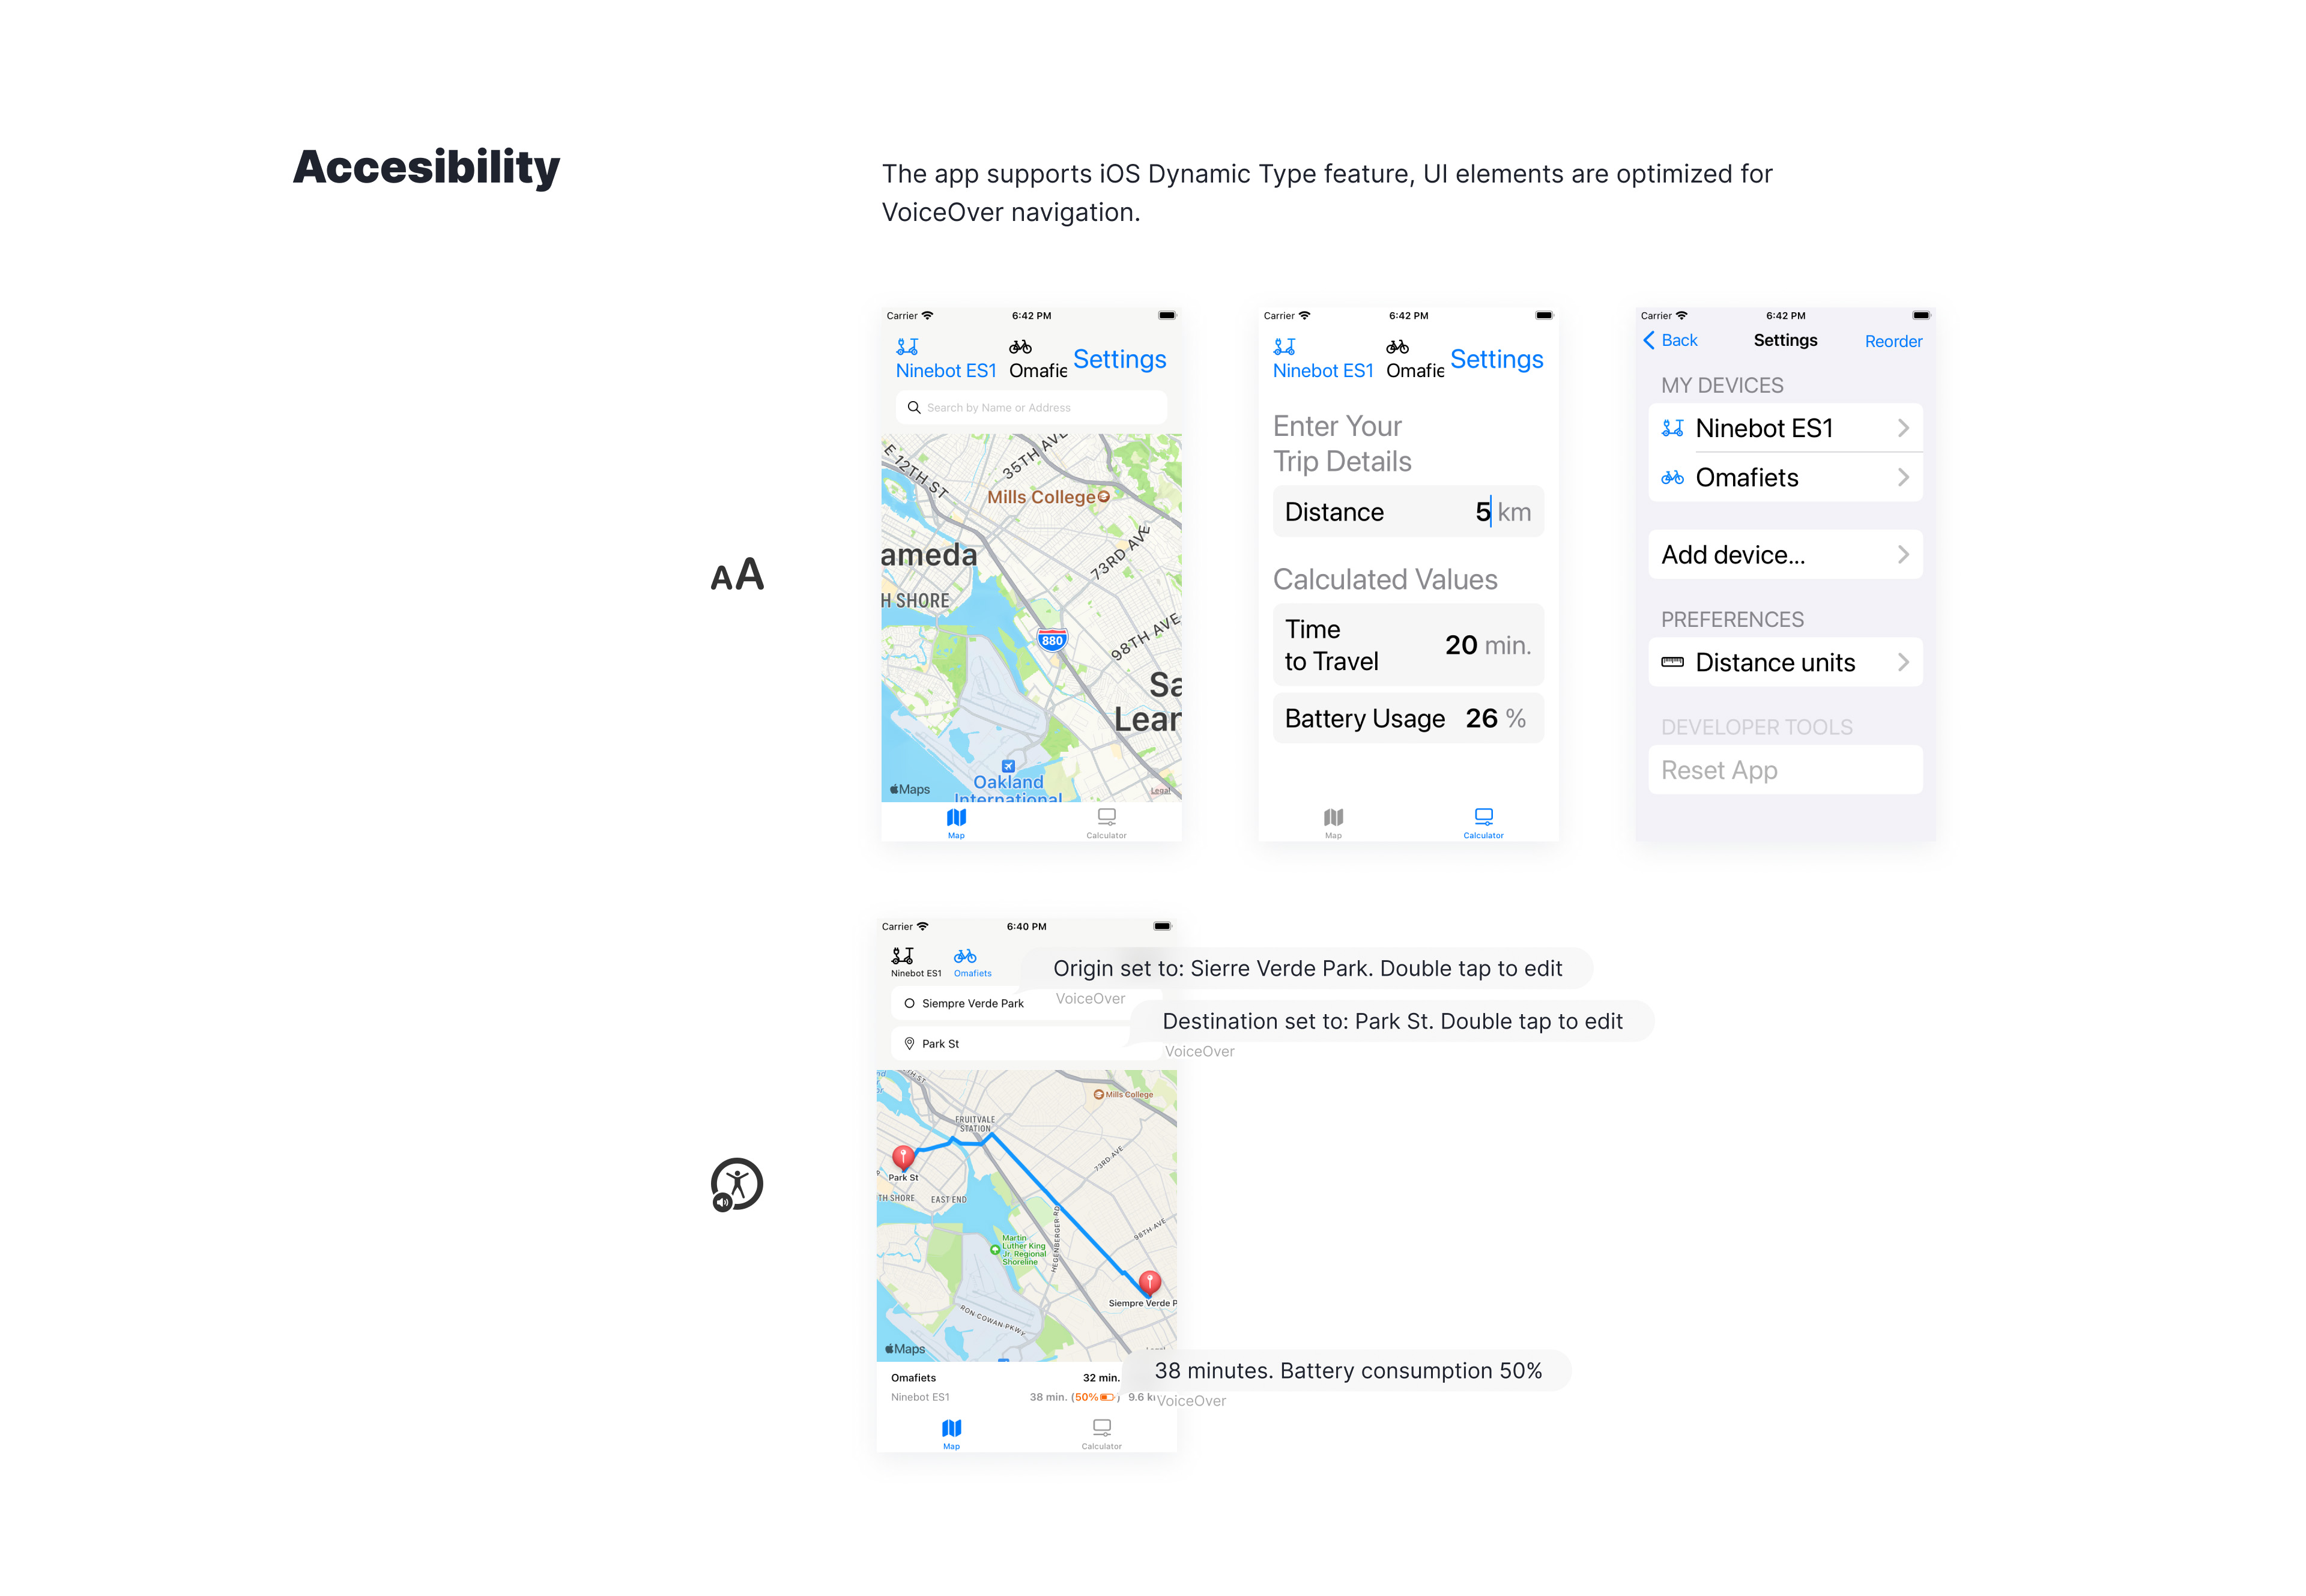 Accesibility
The app supports iOS Dynamic Type feature, UI elements are optimized for
VoiceOver navigation.
AA
Carrier 6:42 PM
Ninebot ES1 Omafie Settings
Search by Name or Address
E 12TH ST
35TH AVE
Mills College
ameda
73RD AVE
H SHORE
880
98TH AVE
Sa
Lear
Oakland
International
Maps
Legal
Map Calculator
Carrier 6:42 PM
Ninebot ES1 Omafie Settings
Enter Your
Trip Details
Distance 5 km
Calculated Values
Time
to Travel
20 min.
Battery Usage 26 %
Map Calculator
Carrier 6:42 PM
Back Settings Reorder
MY DEVICES
Ninebot ES1
Omafiets
Add device...
PREFERENCES
Distance units
DEVELOPER TOOLS
Reset App
Carrier 6:40 PM
Ninebot ES1 Omafiets
Origin set to: Sierre Verde Park. Double tap to edit
VoiceOver
Siempre Verde Park
Destination set to: Park St. Double tap to edit
VoiceOver
Park St
Mills College
FRUITVALE
STATION
73RD AVE
Park St
TH SHORE
EAST END
HEGENBERGER RD
98TH AVE
Martin
Luther King
Jr. Regional
Shoreline
Siempre Verde P
RON COWAN PKWY
Maps
Omafiets 32 min.
Ninebot ES1 38 min. (50% ) 9.6 k
38 minutes. Battery consumption 50%
VoiceOver
Map Calculator